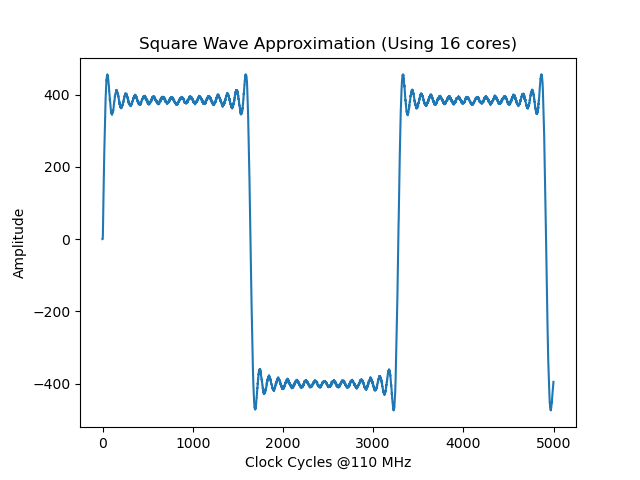 Square Wave Approximation (Using 16 cores)
400
200
0
−200
−400
Amplitude
0 1000 2000 3000 4000 5000
Clock Cycles @110 MHz